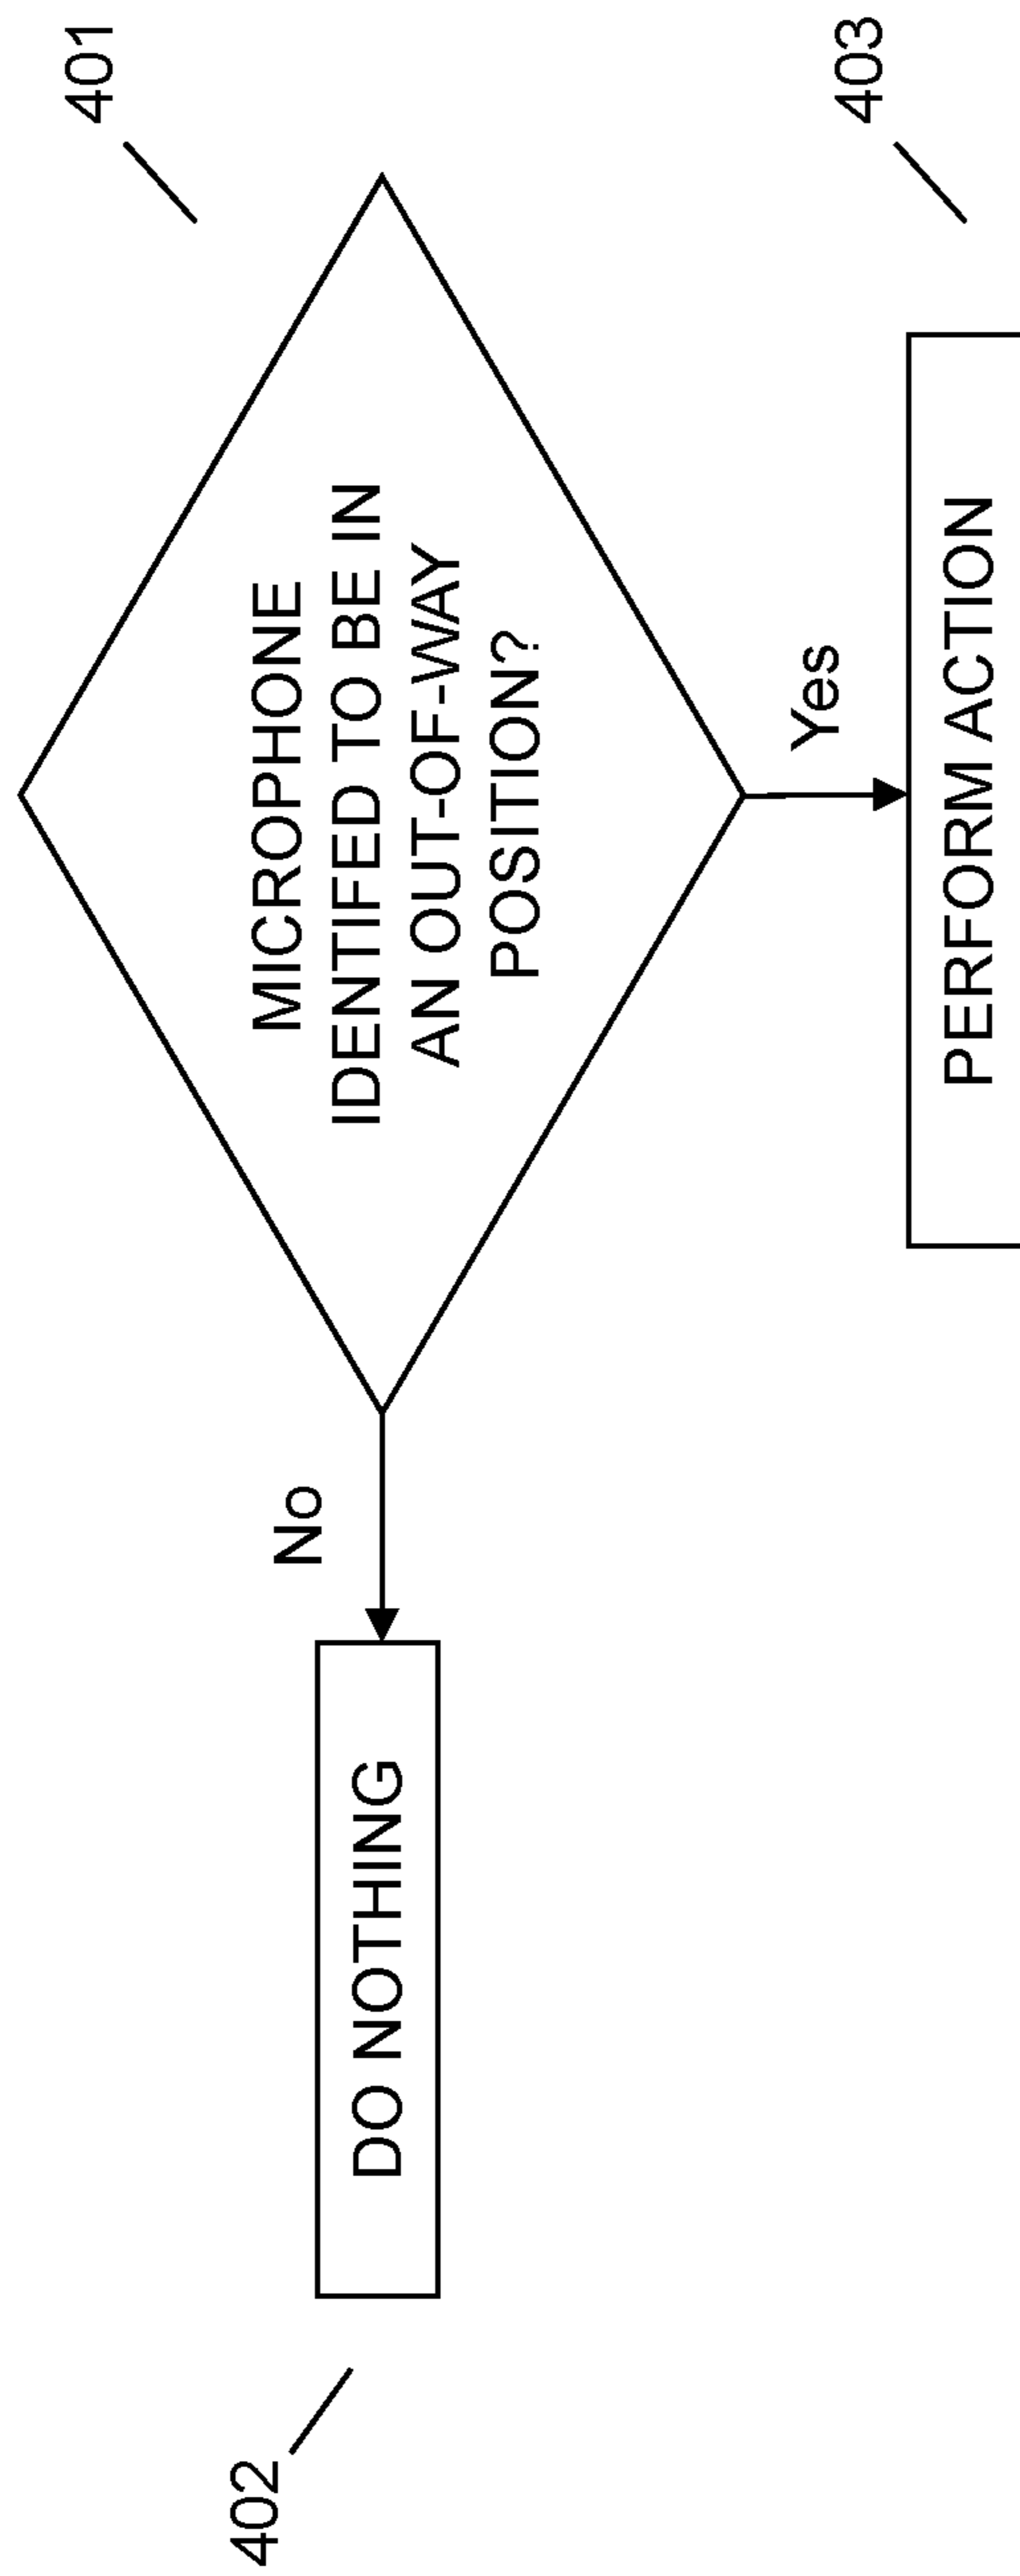 401
MICROPHONE
IDENTIFED TO BE IN
AN OUT-OF-WAY
POSITION?
No
DO NOTHING
402
Yes
403
PERFORM ACTION